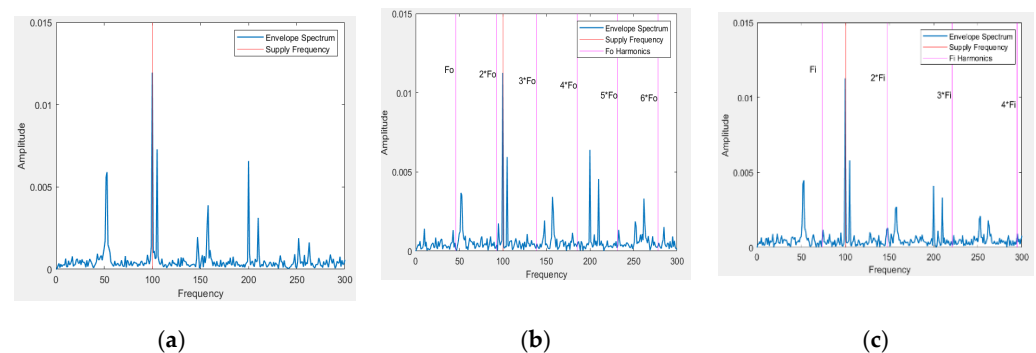 0.015
Envelope Spectrum
Supply Frequency
0.01
Amplitude
0.005
0
0 50 100 150 200 250 300
Frequency
(a)
0.015
Envelope Spectrum
Supply Frequency
Fo Harmonics
Fo 2*Fo 3*Fo 4*Fo 5*Fo 6*Fo
0.01
Amplitude
0.005
0
0 50 100 150 200 250 300
Frequency
(b)
0.015
Envelope Spectrum
Supply Frequency
Fi Harmonics
Fi 2*Fi 3*Fi 4*Fi
0.01
Amplitude
0.005
0
0 50 100 150 200 250 300
Frequency
(c)